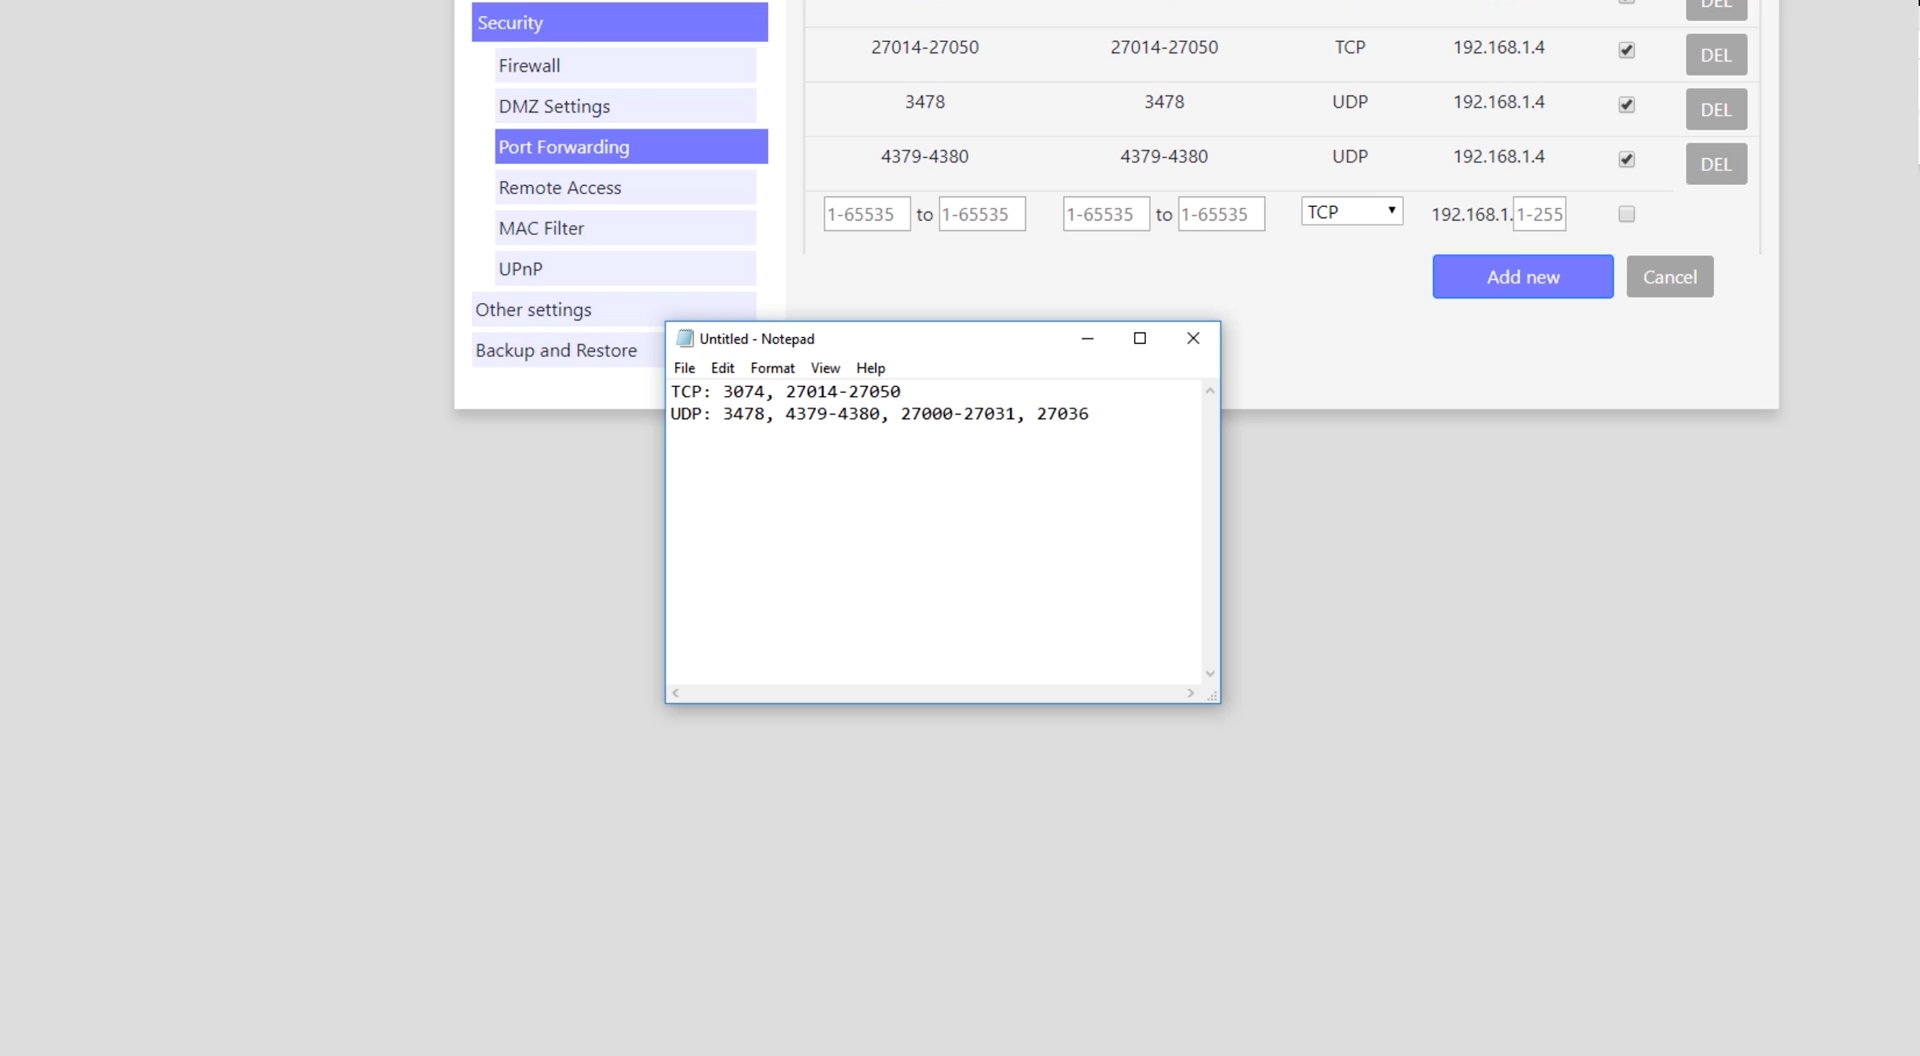 DEL
Security
27014-27050 27014-27050 TCP 192.168.1.4 DEL
Firewall
3478 3478 UDP 192.168.1.4 DEL
DMZ Settings
Port Forwarding
4379-4380 4379-4380 UDP 192.168.1.4 DEL
Remote Access
1-65535 to 1-65535 1-65535 to 1-65535 TCP 192.168.1. 1-255
MAC Filter
UPnP
Add new Cancel
Other settings
Backup and Restore
Untitled - Notepad
File Edit Format View Help
TCP: 3074, 27014-27050
UDP: 3478, 4379-4380, 27000-27031, 27036